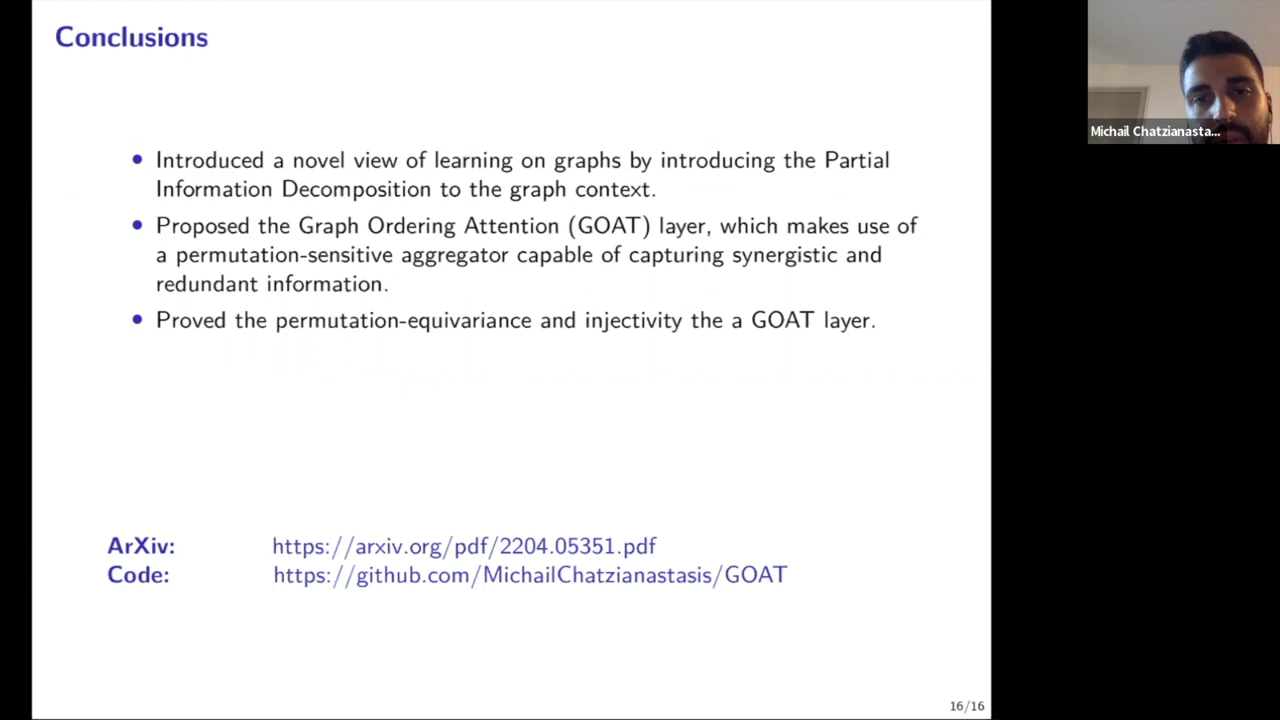 Conclusions
• Introduced a novel view of learning on graphs by introducing the Partial
Information Decomposition to the graph context.
• Proposed the Graph Ordering Attention (GOAT) layer, which makes use of
a permutation-sensitive aggregator capable of capturing synergistic and
redundant information.
• Proved the permutation-equivariance and injectivity the a GOAT layer.
ArXiv: https://arxiv.org/pdf/2204.05351.pdf
Code: https://github.com/MichailChatzianastasis/GOAT
16/16
Michail Chatzianasta...